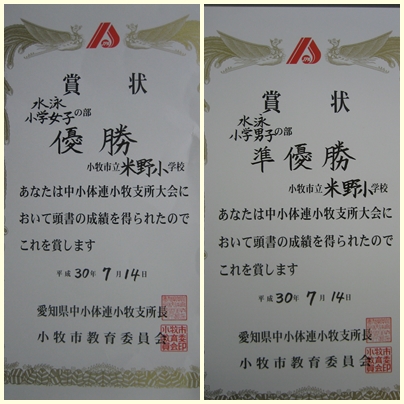 賞 状
水泳
小学女子の部
優勝
小牧市立米野小学校
あなたは中小体連小牧支所大会に
おいて頭書の成績を得られたので
これを賞します
平成30年7月14日
愛知県中小体連小牧支所長
小牧市教育委員会
賞 状
水泳
小学男子の部
準優勝
小牧市立米野小学校
あなたは中小体連小牧支所大会に
おいて頭書の成績を得られたので
これを賞します
平成30年7月14日
愛知県中小体連小牧支所長
小牧市教育委員会